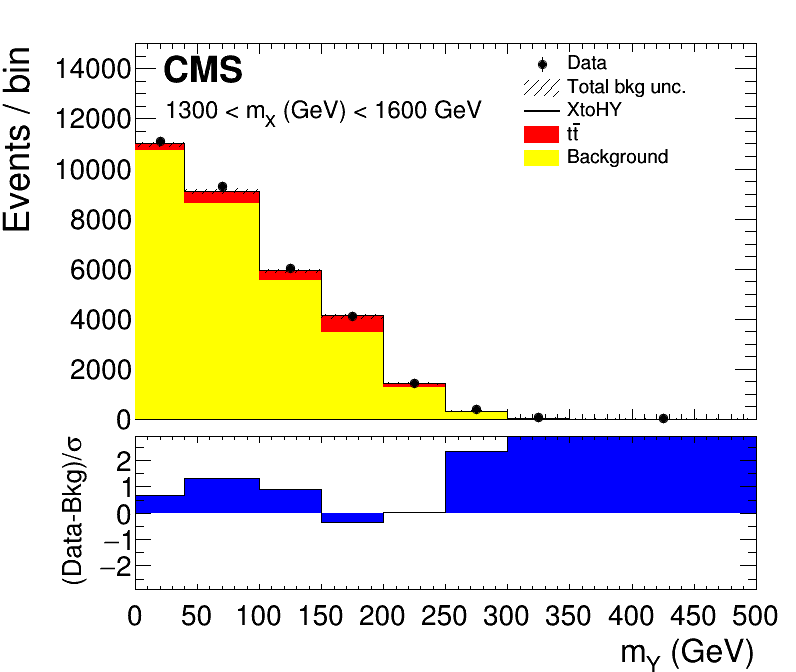 CMS
1300 < mX (GeV) < 1600 GeV
Data
Total bkg unc.
XtoHY
tt̄
Background
Events / bin
14000
12000
10000
8000
6000
4000
2000
0
(Data-Bkg)/σ
2
1
0
−1
−2
0 50 100 150 200 250 300 350 400 450 500
mY (GeV)